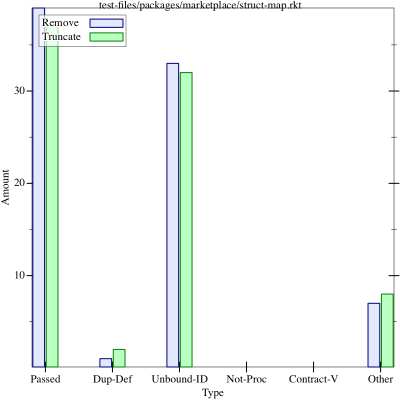 test-files/packages/marketplace/struct-map.rkt
Remove
Truncate
30
20
10
Amount
Passed Dup-Def Unbound-ID Not-Proc Contract-V Other
Type